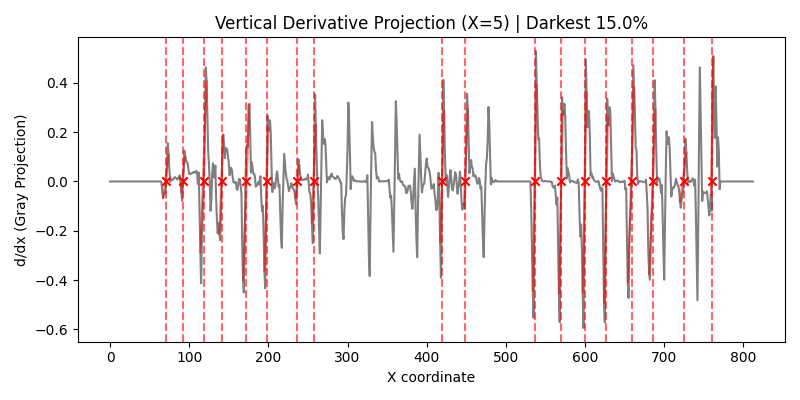 Vertical Derivative Projection (X=5) | Darkest 15.0%
d/dx (Gray Projection)
0.4
0.2
0.0
−0.2
−0.4
−0.6
0 100 200 300 400 500 600 700 800
X coordinate